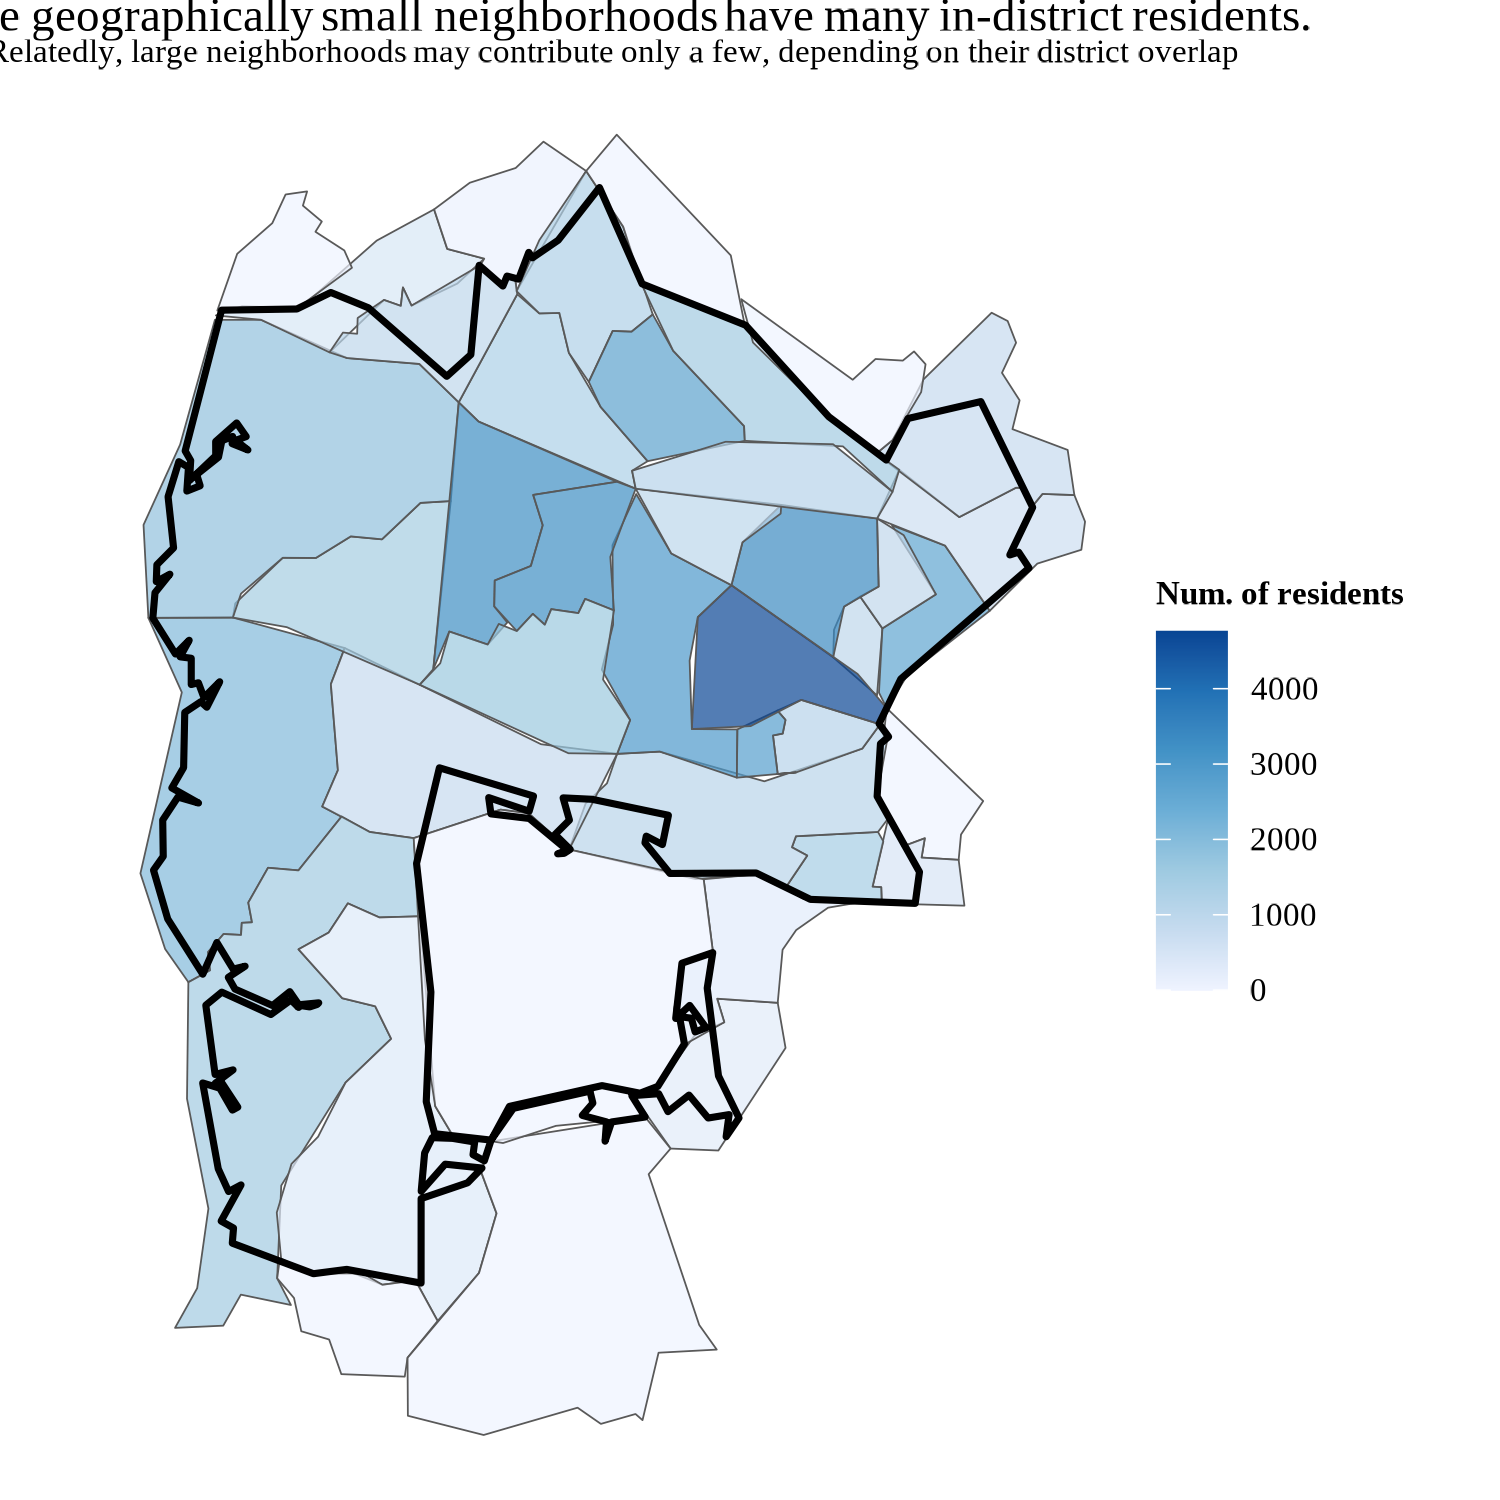 e geographically small neighborhoods have many in-district residents.
Relatedly, large neighborhoods may contribute only a few, depending on their district overlap
Num. of residents
4000
3000
2000
1000
0